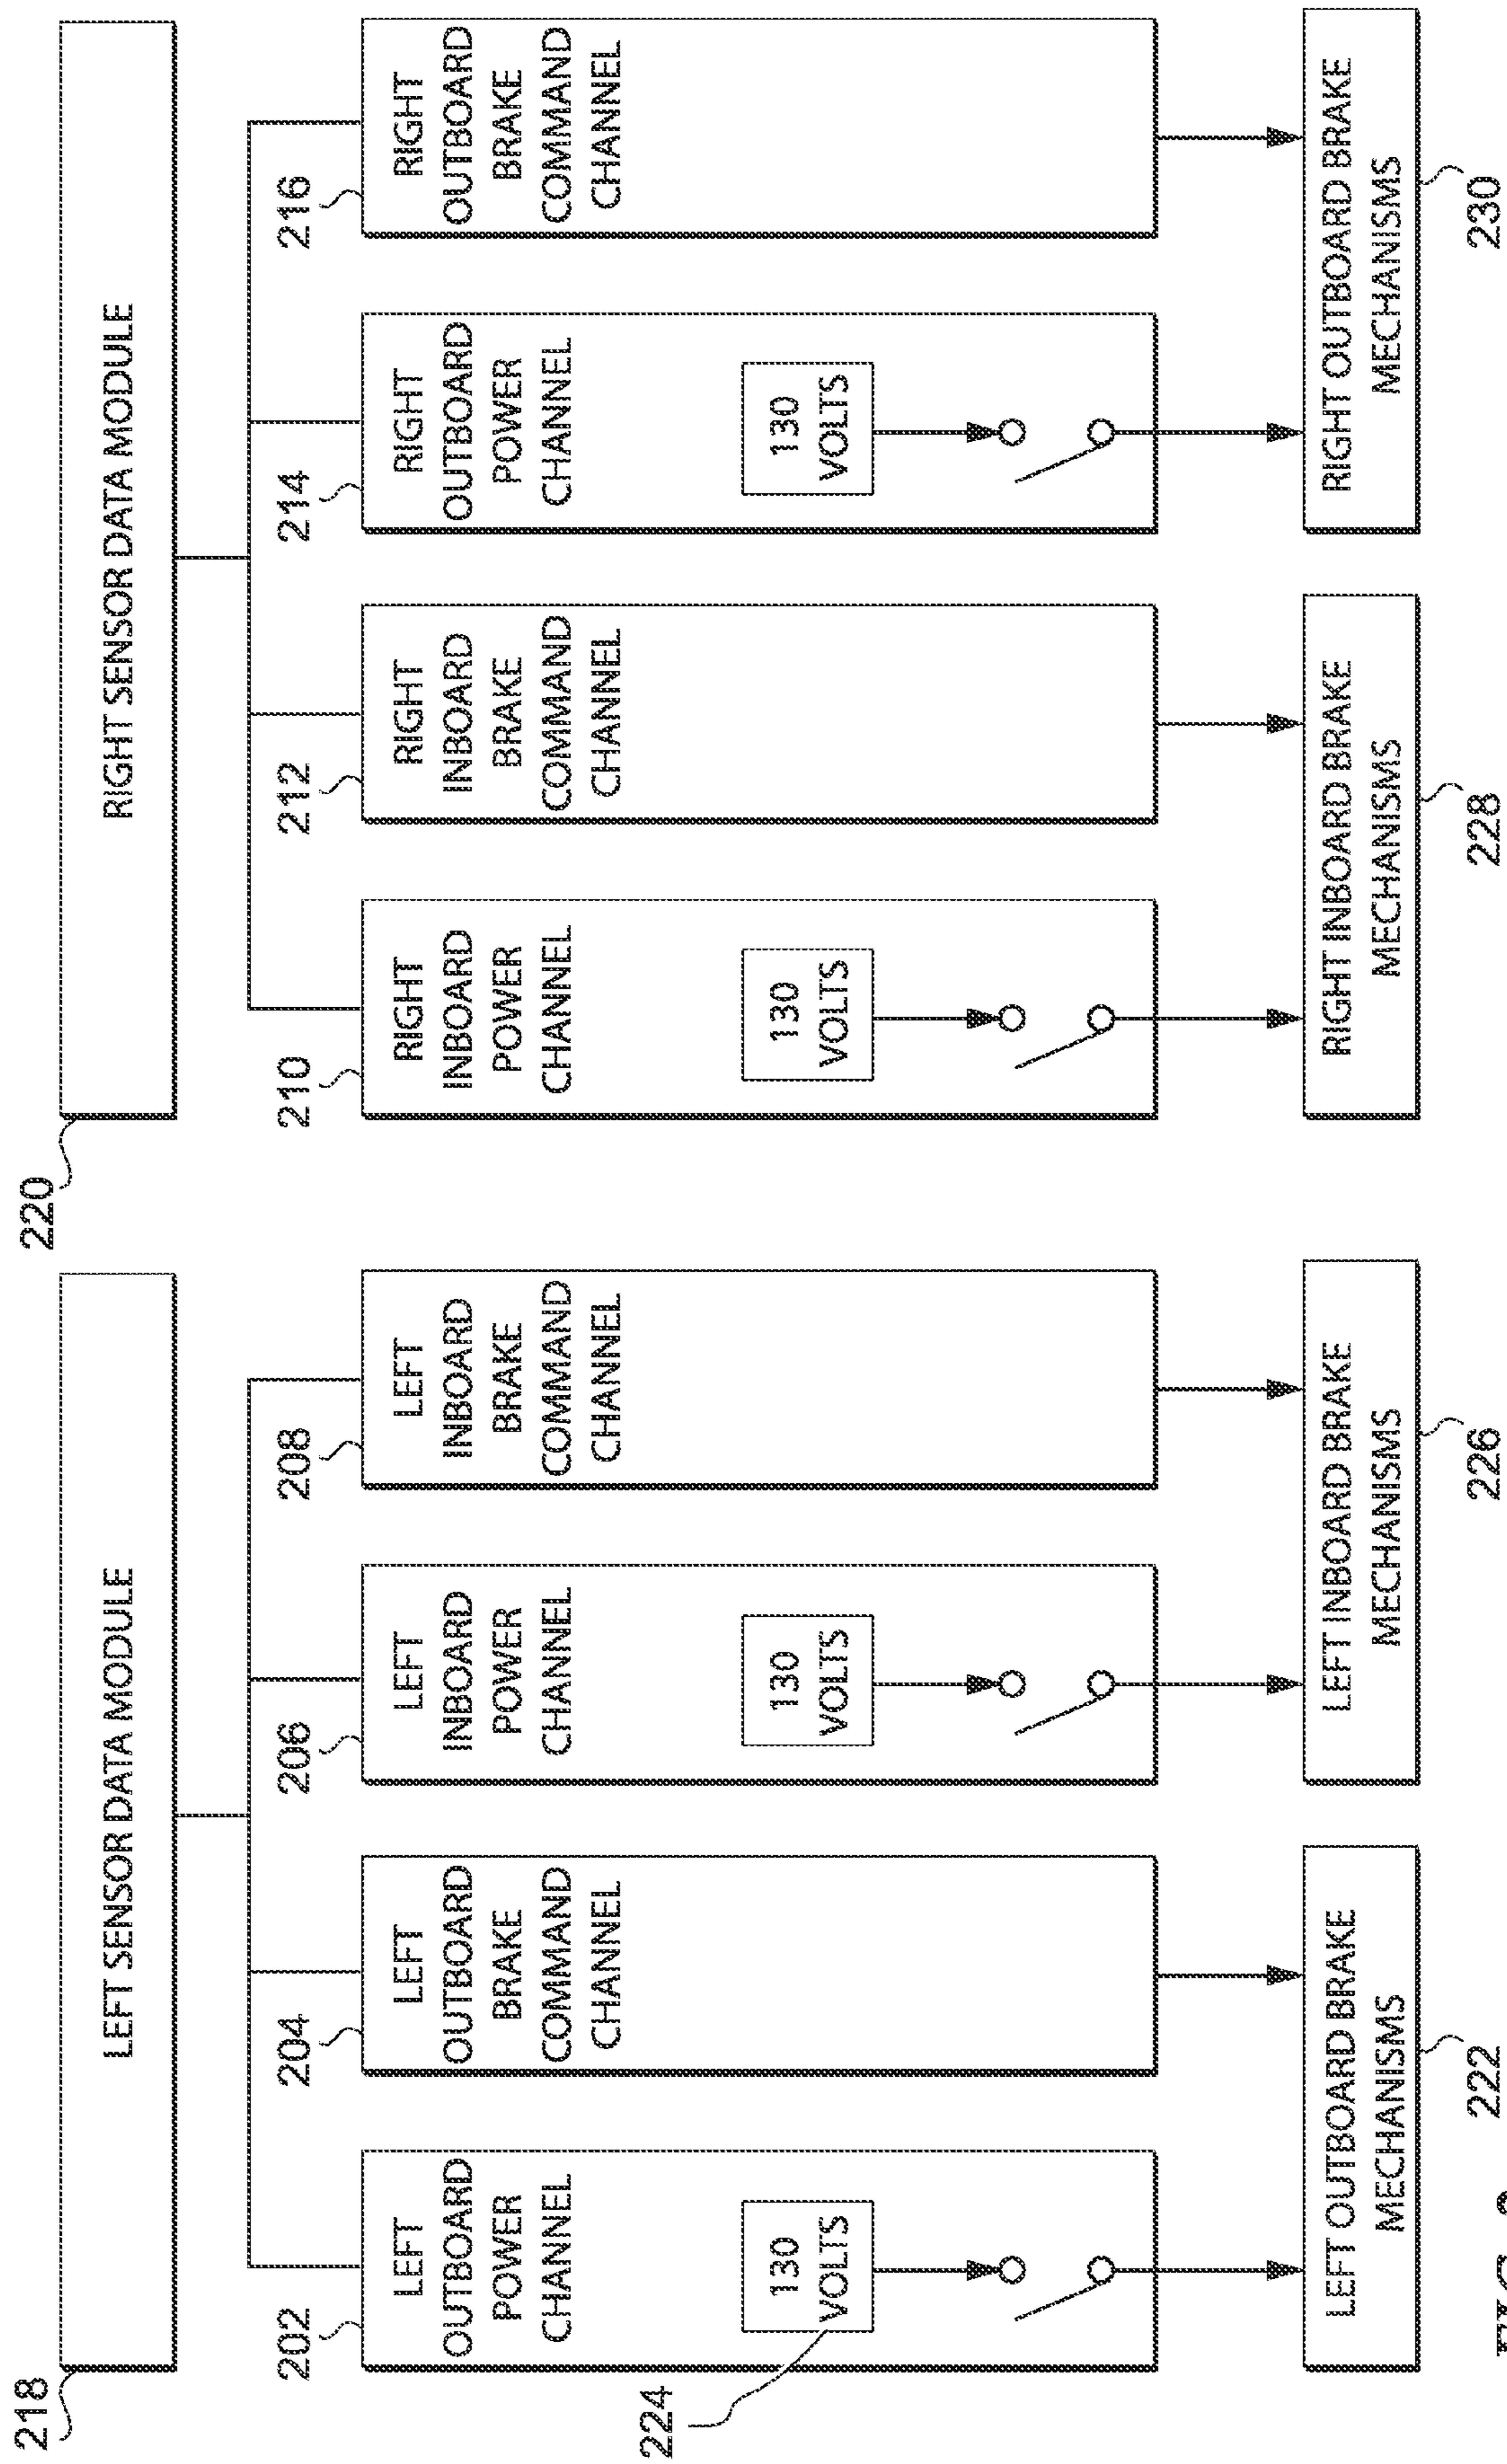 218
LEFT SENSOR DATA MODULE
220
RIGHT SENSOR DATA MODULE
202
LEFT
OUTBOARD
POWER
CHANNEL
130
VOLTS
224
204
LEFT
OUTBOARD
BRAKE
COMMAND
CHANNEL
206
LEFT
INBOARD
POWER
CHANNEL
130
VOLTS
208
LEFT
INBOARD
BRAKE
COMMAND
CHANNEL
210
RIGHT
INBOARD
POWER
CHANNEL
130
VOLTS
212
RIGHT
INBOARD
BRAKE
COMMAND
CHANNEL
214
RIGHT
OUTBOARD
POWER
CHANNEL
130
VOLTS
216
RIGHT
OUTBOARD
BRAKE
COMMAND
CHANNEL
LEFT OUTBOARD BRAKE
MECHANISMS
222
LEFT INBOARD BRAKE
MECHANISMS
226
RIGHT INBOARD BRAKE
MECHANISMS
228
RIGHT OUTBOARD BRAKE
MECHANISMS
230